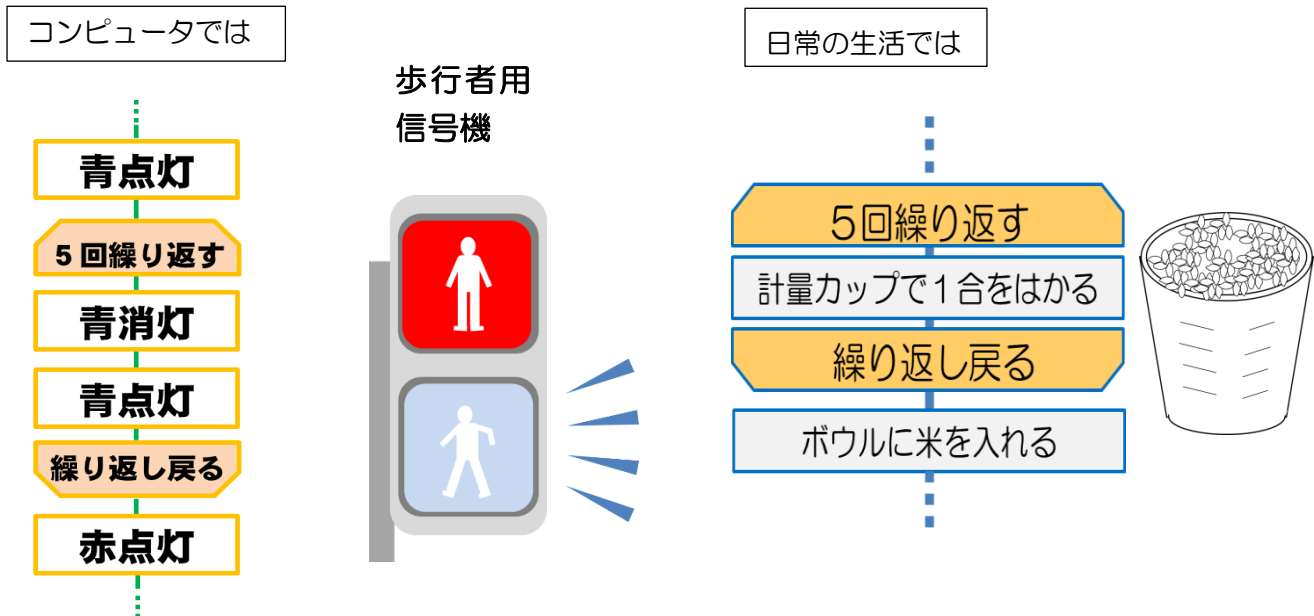 コンピュータでは
青点灯
5回繰り返す
青消灯
青点灯
繰り返し戻る
赤点灯
歩行者用
信号機
日常の生活では
5回繰り返す
計量カップで1合をはかる
繰り返し戻る
ボウルに米を入れる